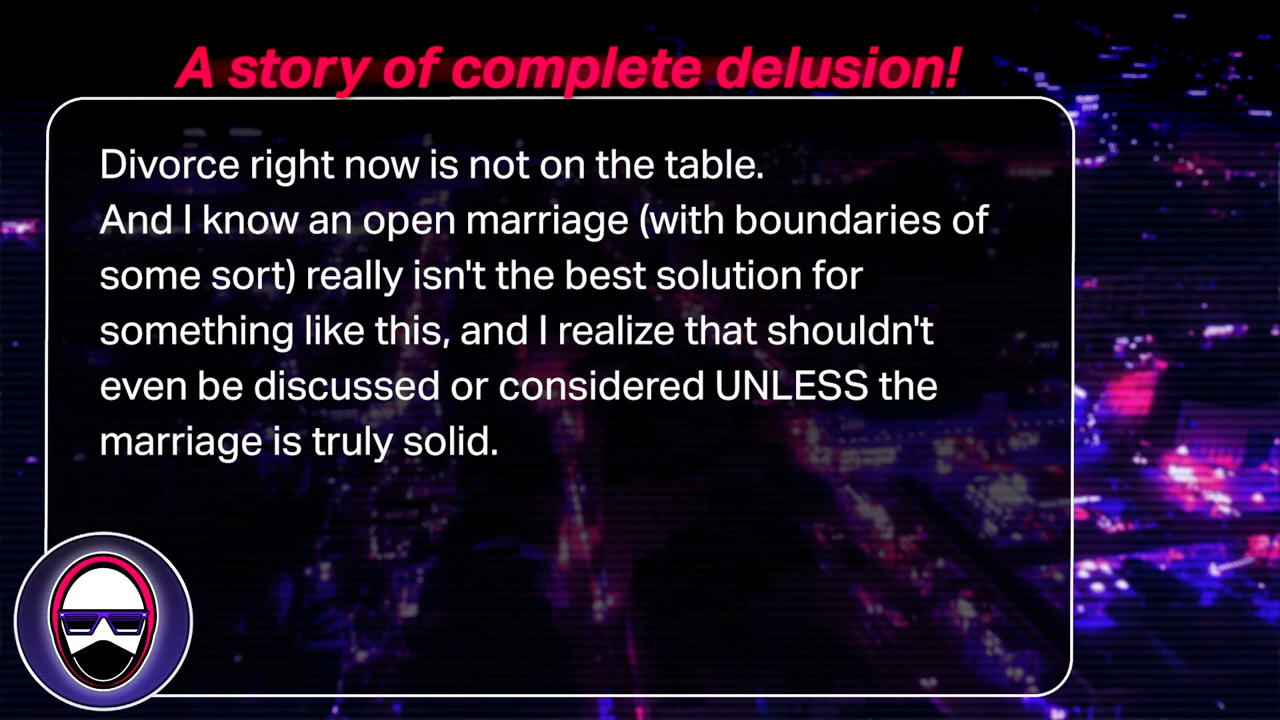 A story of complete delusion!
Divorce right now is not on the table.
And I know an open marriage (with boundaries of
some sort) really isn't the best solution for
something like this, and I realize that shouldn't
even be discussed or considered UNLESS the
marriage is truly solid.